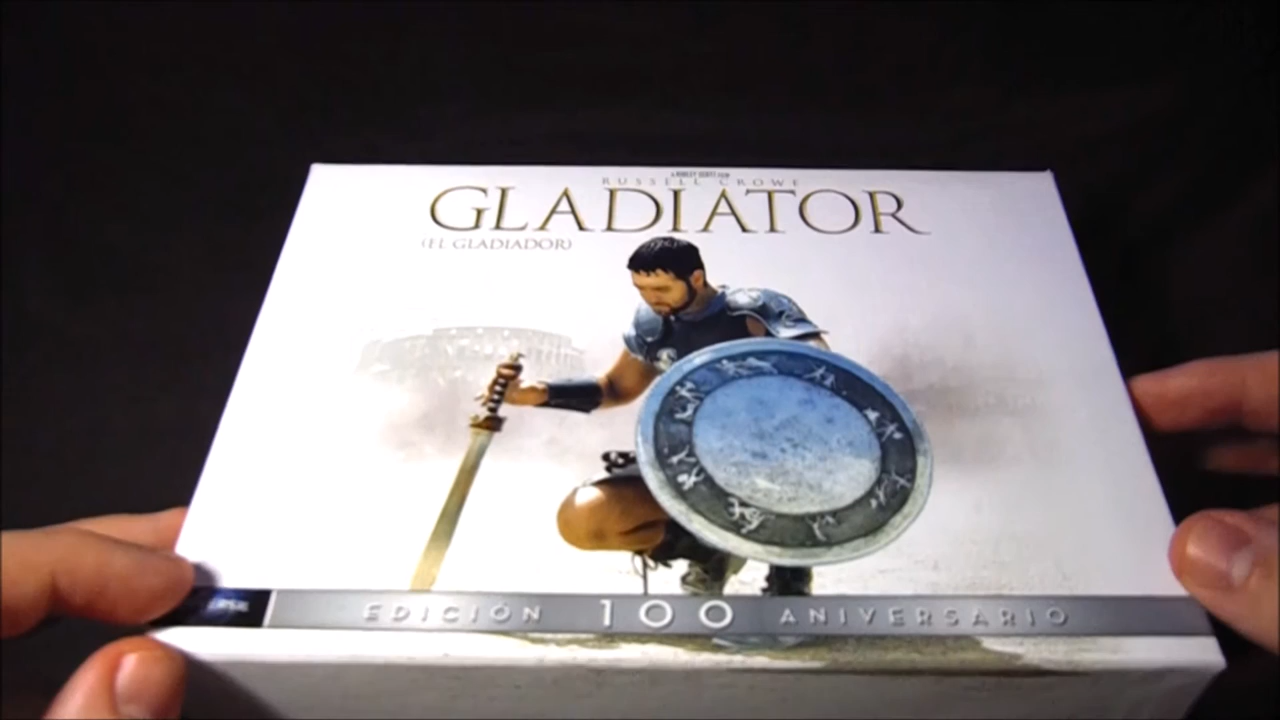 A RIDLEY SCOTT FILM
RUSSELL CROWE
GLADIATOR
(EL GLADIADOR)
EDICIÓN 100 ANIVERSARIO